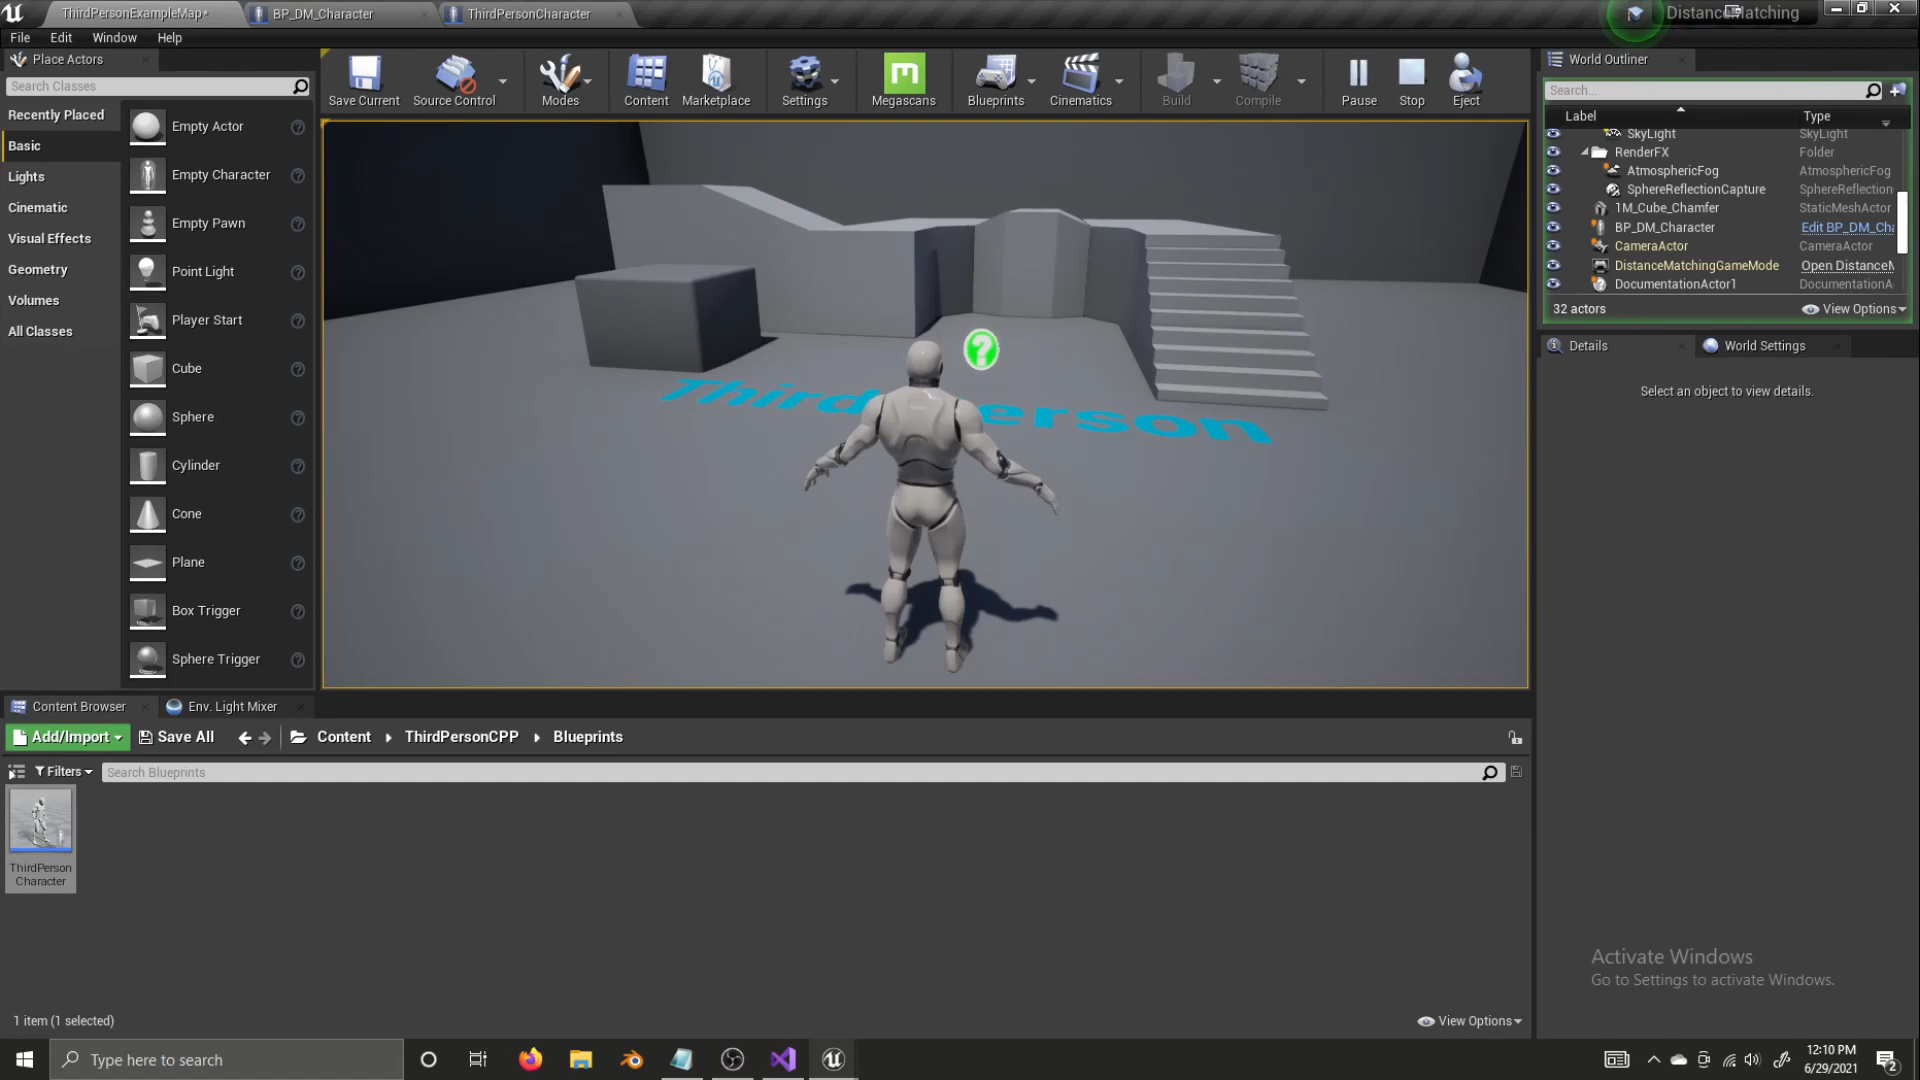 ThirdPersonExampleMap*
BP_DM_Character
ThirdPersonCharacter
DistanceMatching
File Edit Window Help
Place Actors
Search Classes
Recently Placed
Basic
Lights
Cinematic
Visual Effects
Geometry
Volumes
All Classes
Empty Actor
Empty Character
Empty Pawn
Point Light
Player Start
Cube
Sphere
Cylinder
Cone
Plane
Box Trigger
Sphere Trigger
Save Current
Source Control
Modes
Content
Marketplace
Settings
Megascans
Blueprints
Cinematics
Build
Compile
Pause
Stop
Eject
World Outliner
Search...
Label Type
SkyLight SkyLight
RenderFX Folder
AtmosphericFog AtmosphericFog
SphereReflectionCapture SphereReflection
1M_Cube_Chamfer StaticMeshActor
BP_DM_Character Edit BP_DM_Cha
CameraActor CameraActor
DistanceMatchingGameMode Open DistanceM
DocumentationActor1 DocumentationA
32 actors
View Options
Details
World Settings
Select an object to view details.
Content Browser
Env. Light Mixer
Add/Import
Save All
Content
ThirdPersonCPP
Blueprints
Filters
Search Blueprints
ThirdPerson
Character
1 item (1 selected)
View Options
Activate Windows
Go to Settings to activate Windows.
Type here to search
12:10 PM
6/29/2021
2